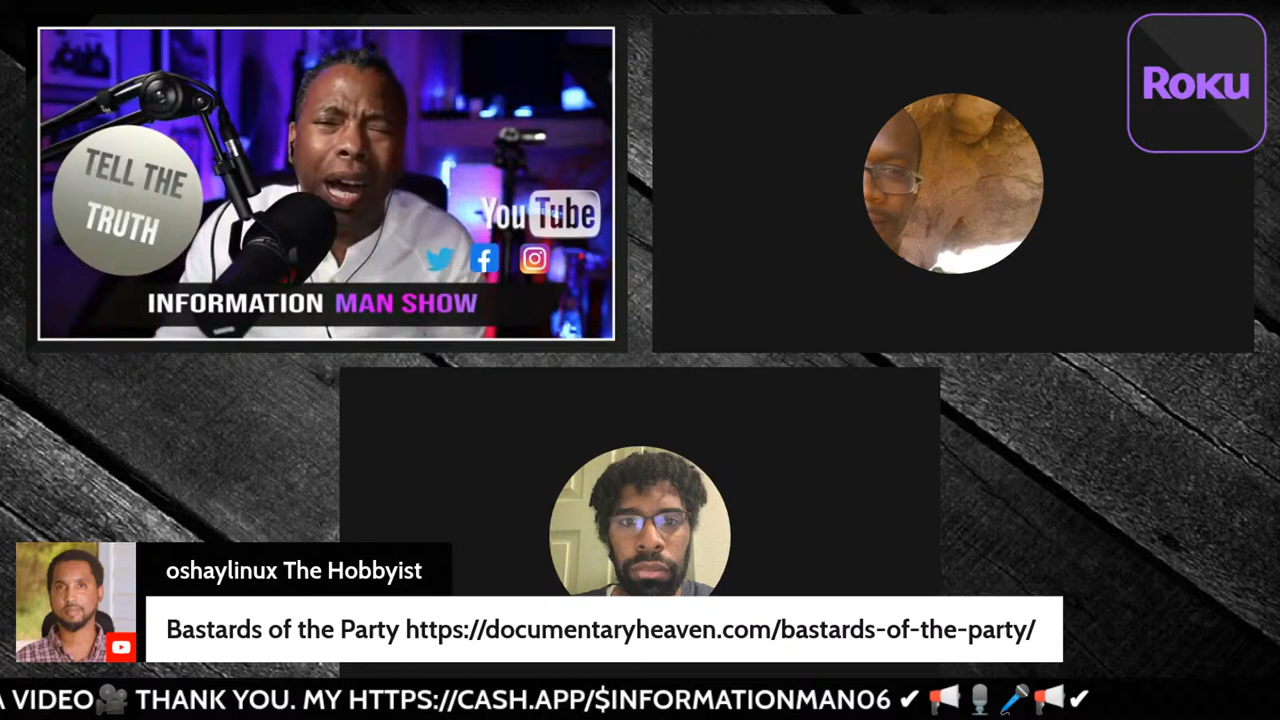 ROKU
TELL THE
TRUTH
YouTube
INFORMATION MAN SHOW
oshaylinux The Hobbyist
Bastards of the Party https://documentaryheaven.com/bastards-of-the-party/
A VIDEO🎥 THANK YOU. MY HTTPS://CASH.APP/$INFORMATIONMAN06 ✔ 📢🎙️🎤📢✔